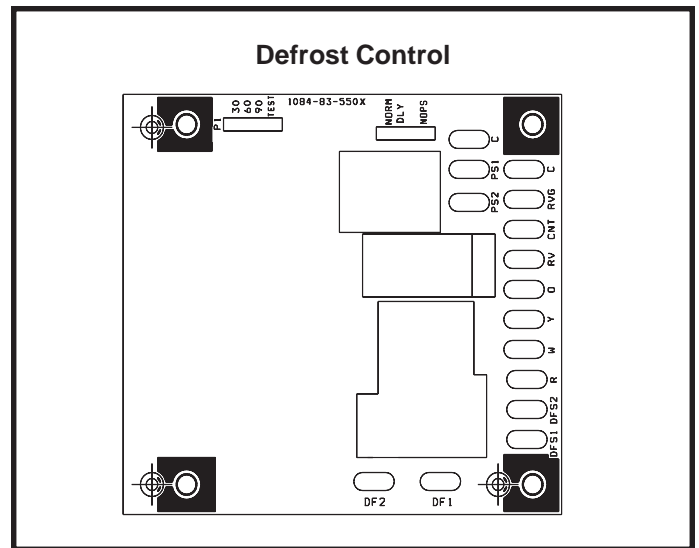 Defrost Control
P1
30
60
90
TEST
1084-83-550X
NORM
DLY
NOPS
C
PS1
PS2
C
RVG
CNT
RV
O
Y
W
R
DFS2
DFS1
DF2
DF1